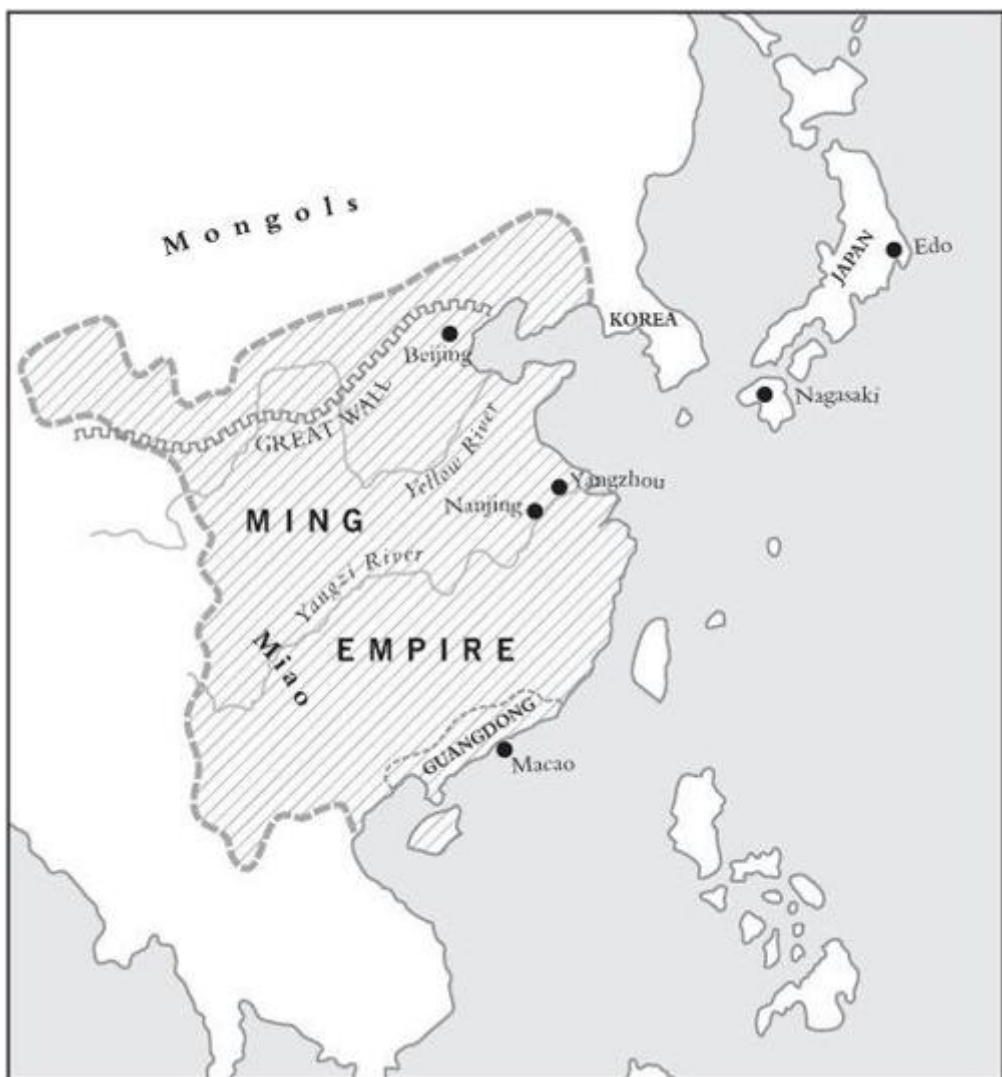 Mongols
Edo
JAPAN
KOREA
Beijing
Nagasaki
GREAT WALL
Yellow River
Yangzhou
Nanjing
MING
Yangzi River
Miao
EMPIRE
GUANGDONG
Macao